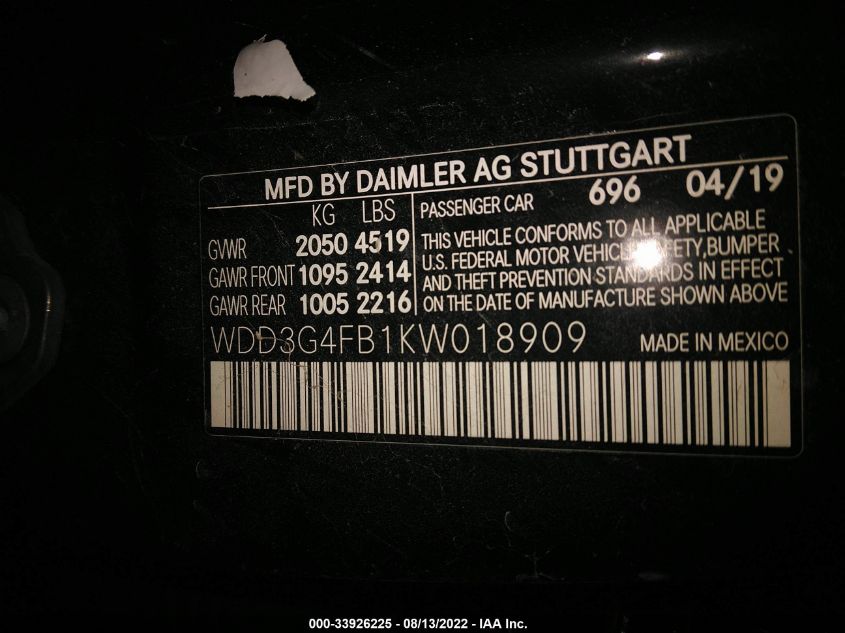 MFD BY DAIMLER AG STUTTGART
KG LBS
GVWR 2050 4519
GAWR FRONT 1095 2414
GAWR REAR 1005 2216
PASSENGER CAR 696 04/19
THIS VEHICLE CONFORMS TO ALL APPLICABLE
U.S. FEDERAL MOTOR VEHICLE SAFETY, BUMPER
AND THEFT PREVENTION STANDARDS IN EFFECT
ON THE DATE OF MANUFACTURE SHOWN ABOVE
WDD3G4FB1KW018909 MADE IN MEXICO
000-33926225 - 08/13/2022 - IAA Inc.